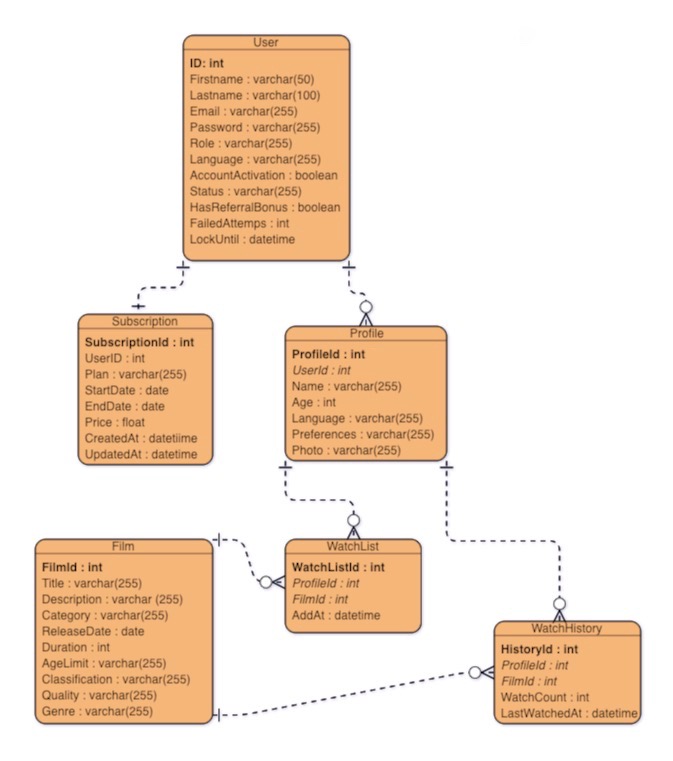 User
ID: int
Firstname : varchar(50)
Lastname : varchar(100)
Email : varchar(255)
Password : varchar(255)
Role : varchar(255)
Language : varchar(255)
AccountActivation : boolean
Status : varchar(255)
HasReferralBonus : boolean
FailedAttemps : int
LockUntil : datetime
Subscription
SubscriptionId : int
UserID : int
Plan : varchar(255)
StartDate : date
EndDate : date
Price : float
CreatedAt : datetiime
UpdatedAt : datetime
Profile
ProfileId : int
UserId : int
Name : varchar(255)
Age : int
Language : varchar(255)
Preferences : varchar(255)
Photo : varchar(255)
Film
FilmId : int
Title : varchar(255)
Description : varchar (255)
Category : varchar(255)
ReleaseDate : date
Duration : int
AgeLimit : varchar(255)
Classification : varchar(255)
Quality : varchar(255)
Genre : varchar(255)
WatchList
WatchListId : int
ProfileId : int
FilmId : int
AddAt : datetime
WatchHistory
HistoryId : int
ProfileId : int
FilmId : int
WatchCount : int
LastWatchedAt : datetime